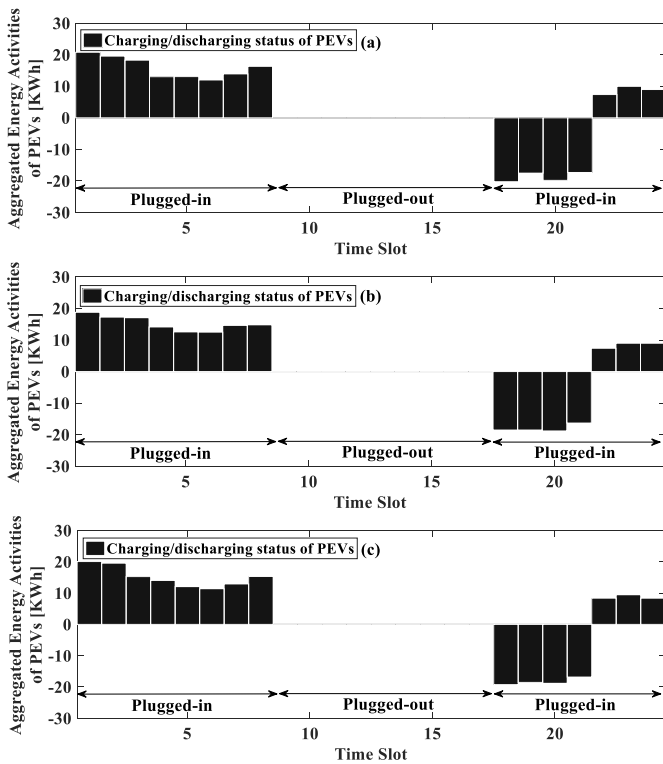 Aggregated Energy Activities
of PEVs [KWh]
30
20
10
0
-10
-20
-30
Charging/discharging status of PEVs
(a)
Plugged-in
Plugged-out
Plugged-in
5
10
15
20
Time Slot
Aggregated Energy Activities
of PEVs [KWh]
30
20
10
0
-10
-20
-30
Charging/discharging status of PEVs
(b)
Plugged-in
Plugged-out
Plugged-in
5
10
15
20
Time Slot
Aggregated Energy Activities
of PEVs [KWh]
30
20
10
0
-10
-20
-30
Charging/discharging status of PEVs
(c)
Plugged-in
Plugged-out
Plugged-in
5
10
15
20
Time Slot